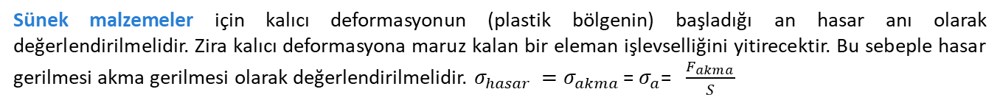 Sünek malzemeler için kalıcı deformasyonun (plastik bölgenin) başladığı an hasar anı olarak
değerlendirilmelidir. Zira kalıcı deformasyona maruz kalan bir eleman işlevselliğini yitirecektir. Bu sebeple hasar
gerilmesi akma gerilmesi olarak değerlendirilmelidir. σ_hasar = σ_akma = σ_a= F_akma/S